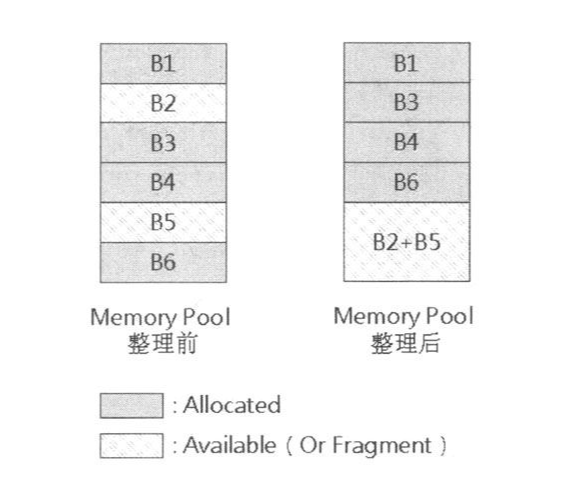 B1
B2
B3
B4
B5
B6
Memory Pool
整理前
B1
B3
B4
B6
B2+B5
Memory Pool
整理后
: Allocated
: Available ( Or Fragment )